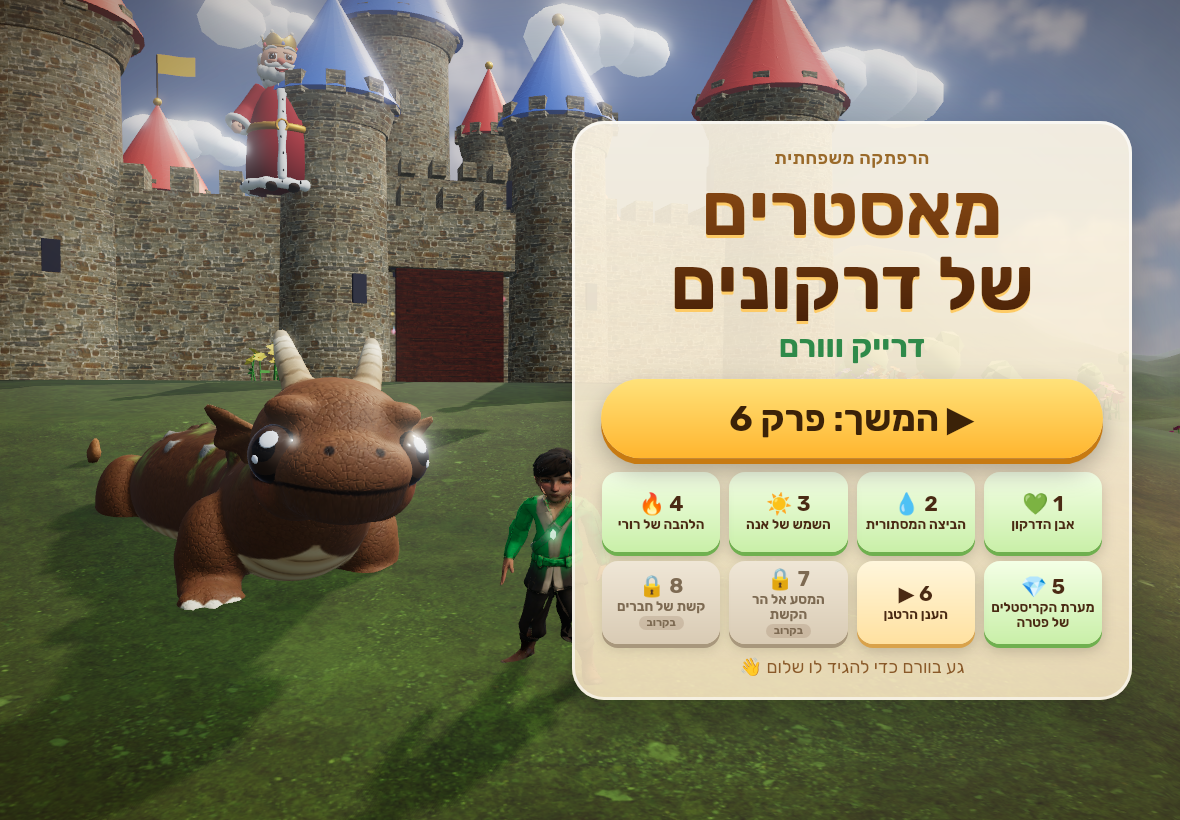 הרפתקה משפחתית
מאסטרים
של דרקונים
דרייק ווורם
▶ המשך: פרק 6
1 💚
אבן הדרקון
2 💧
הביצה המסתורית
3 ☀️
השמש של אנה
4 🔥
הלהבה של רורי
5 💎
מערת הקריסטלים
של פטרה
6 ▶
הענן הרטנן
7 🔒
המסע אל הר
הקשת
בקרוב
8 🔒
קשת של חברים
בקרוב
גע בוורם כדי להגיד לו שלום 👋